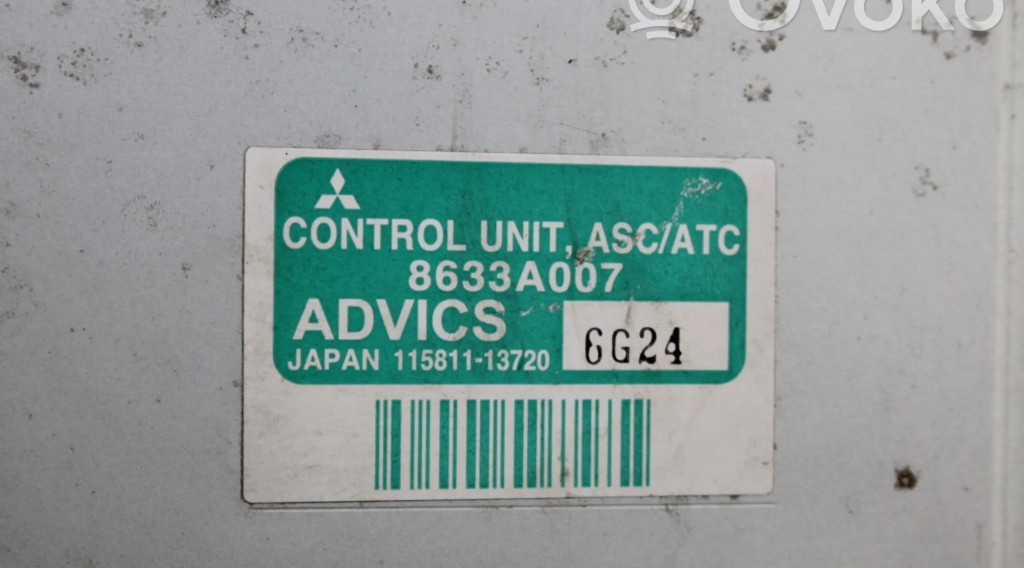 ovoko
CONTROL UNIT, ASC/ATC
8633A007
ADVICS
6G24
JAPAN 115811-13720